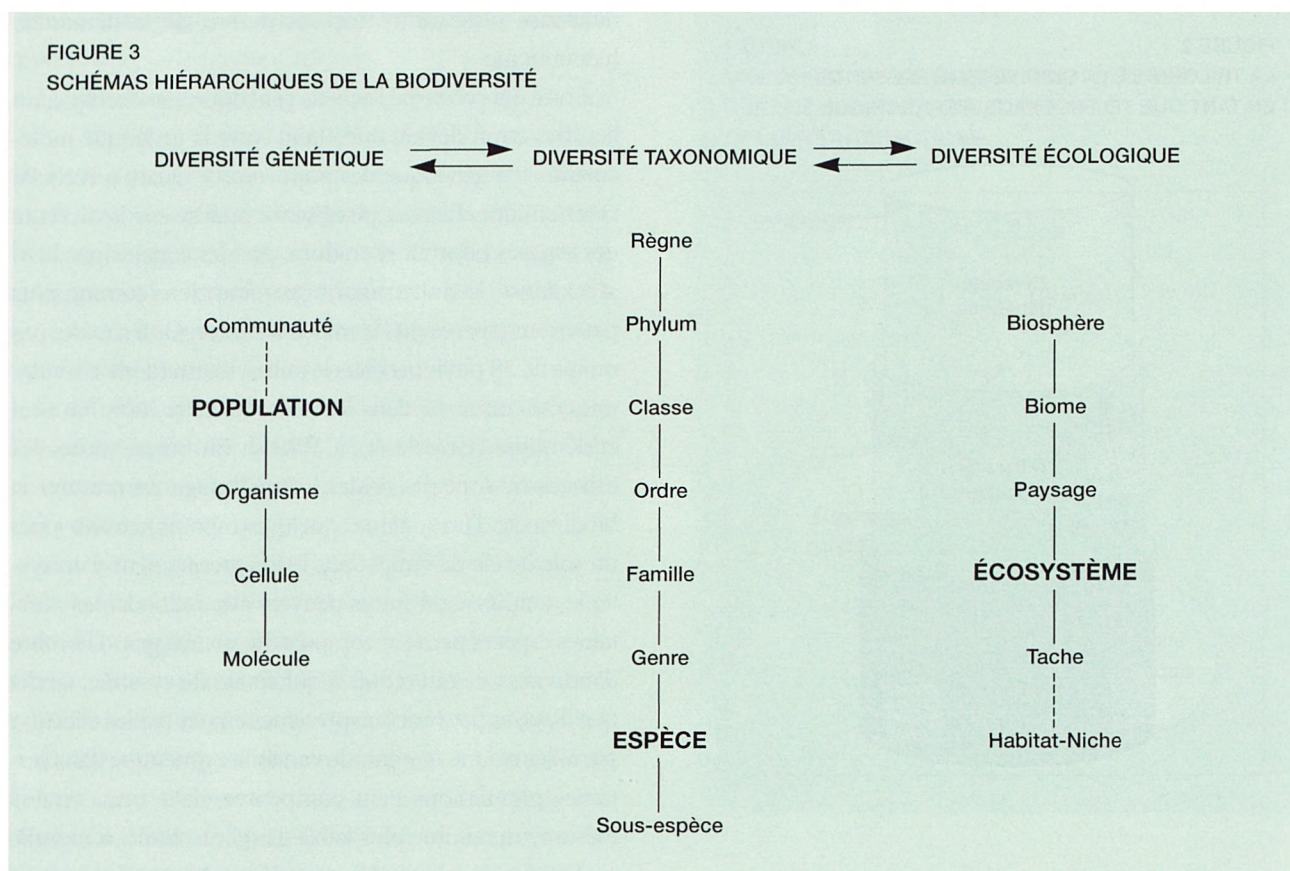 FIGURE 3
SCHÉMAS HIÉRARCHIQUES DE LA BIODIVERSITÉ
DIVERSITÉ GÉNÉTIQUE DIVERSITÉ TAXONOMIQUE DIVERSITÉ ÉCOLOGIQUE
Règne
Communauté Phylum Biosphère
POPULATION Classe Biome
Organisme Ordre Paysage
Cellule Famille ÉCOSYSTÈME
Molécule Genre Tache
ESPÈCE Habitat-Niche
Sous-espèce